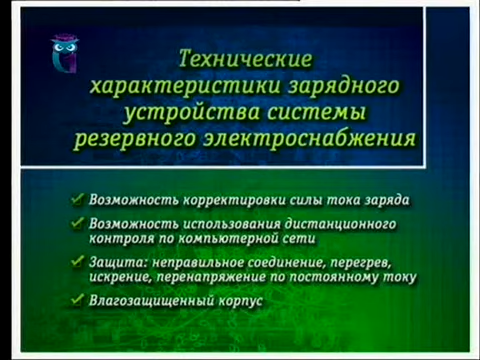 Технические
характеристики зарядного
устройства системы
резервного электроснабжения
Возможность корректировки силы тока заряда
Возможность использования дистанционного
контроля по компьютерной сети
Защита: неправильное соединение, перегрев,
искрение, перенапряжение по постоянному току
Влагозащищенный корпус